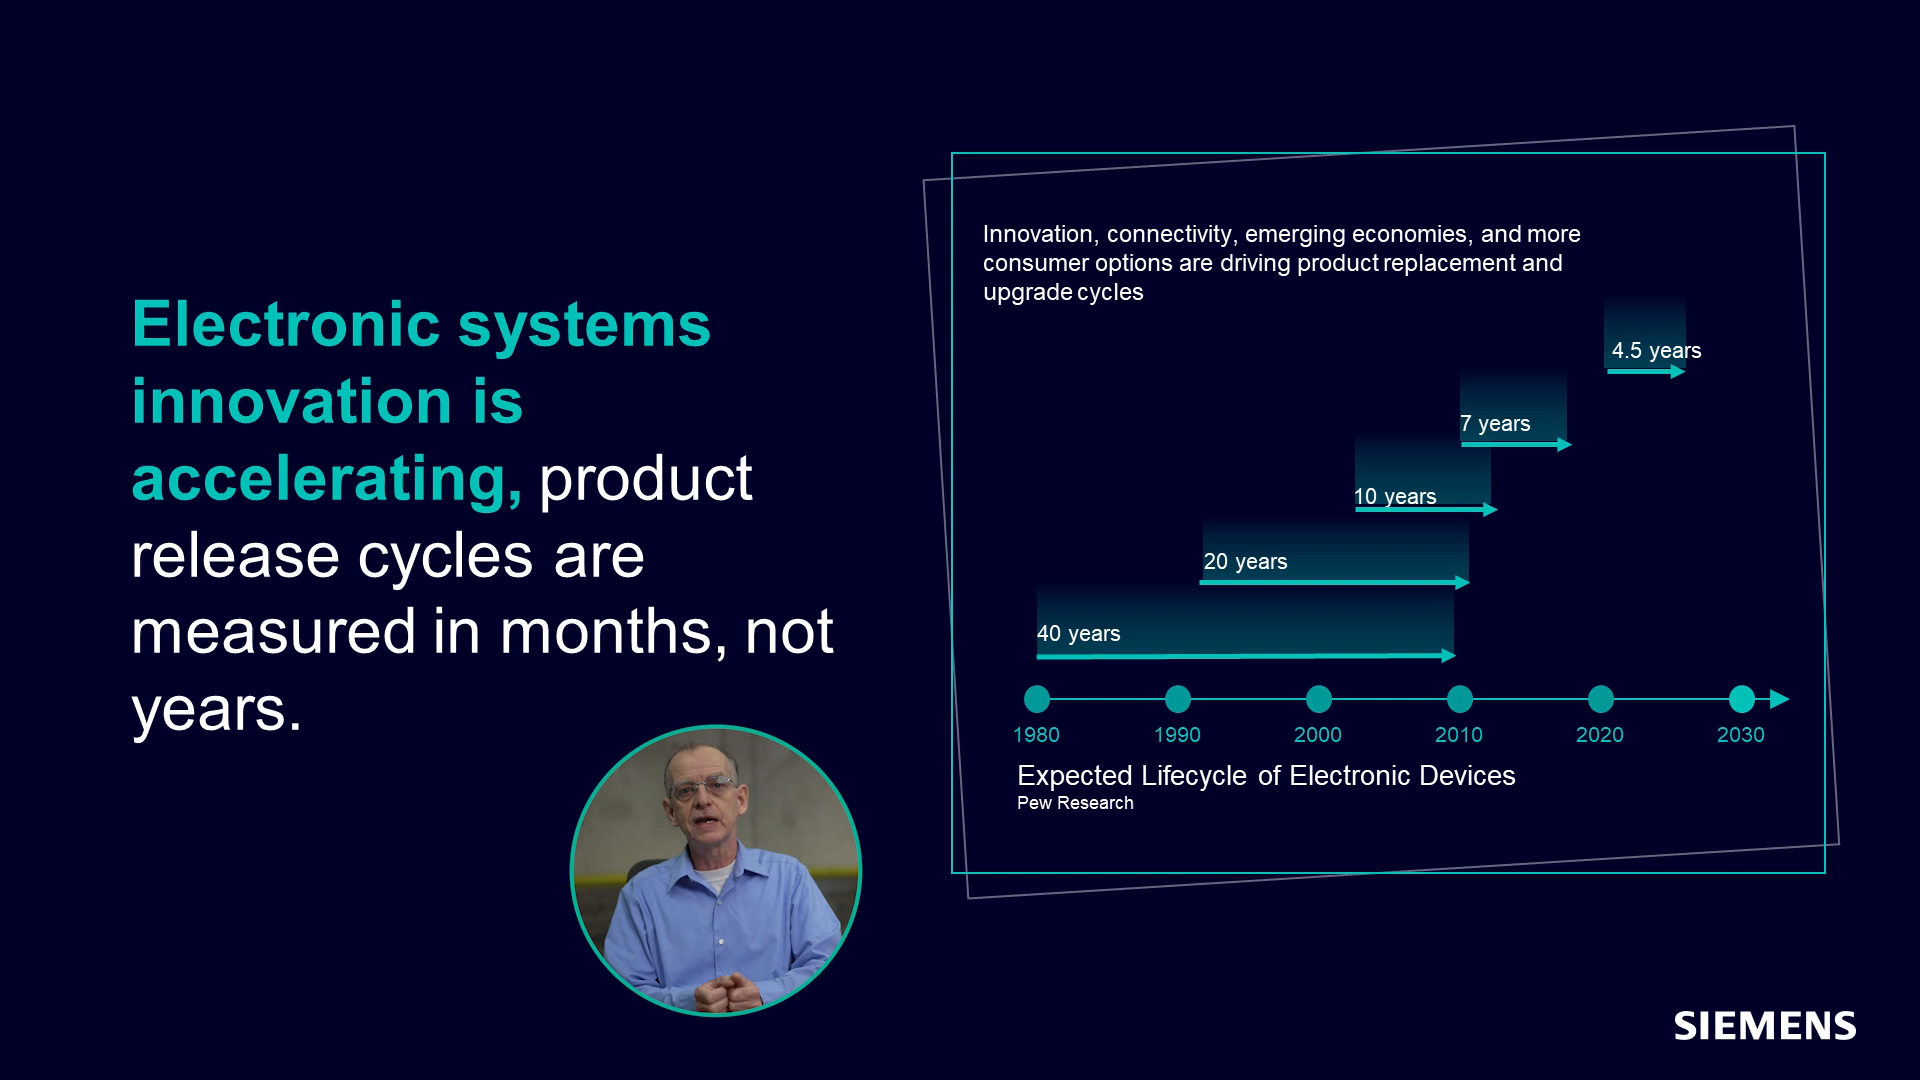 Electronic systems
innovation is
accelerating, product
release cycles are
measured in months, not
years.
Innovation, connectivity, emerging economies, and more
consumer options are driving product replacement and
upgrade cycles
4.5 years
7 years
10 years
20 years
40 years
1980 1990 2000 2010 2020 2030
Expected Lifecycle of Electronic Devices
Pew Research
SIEMENS